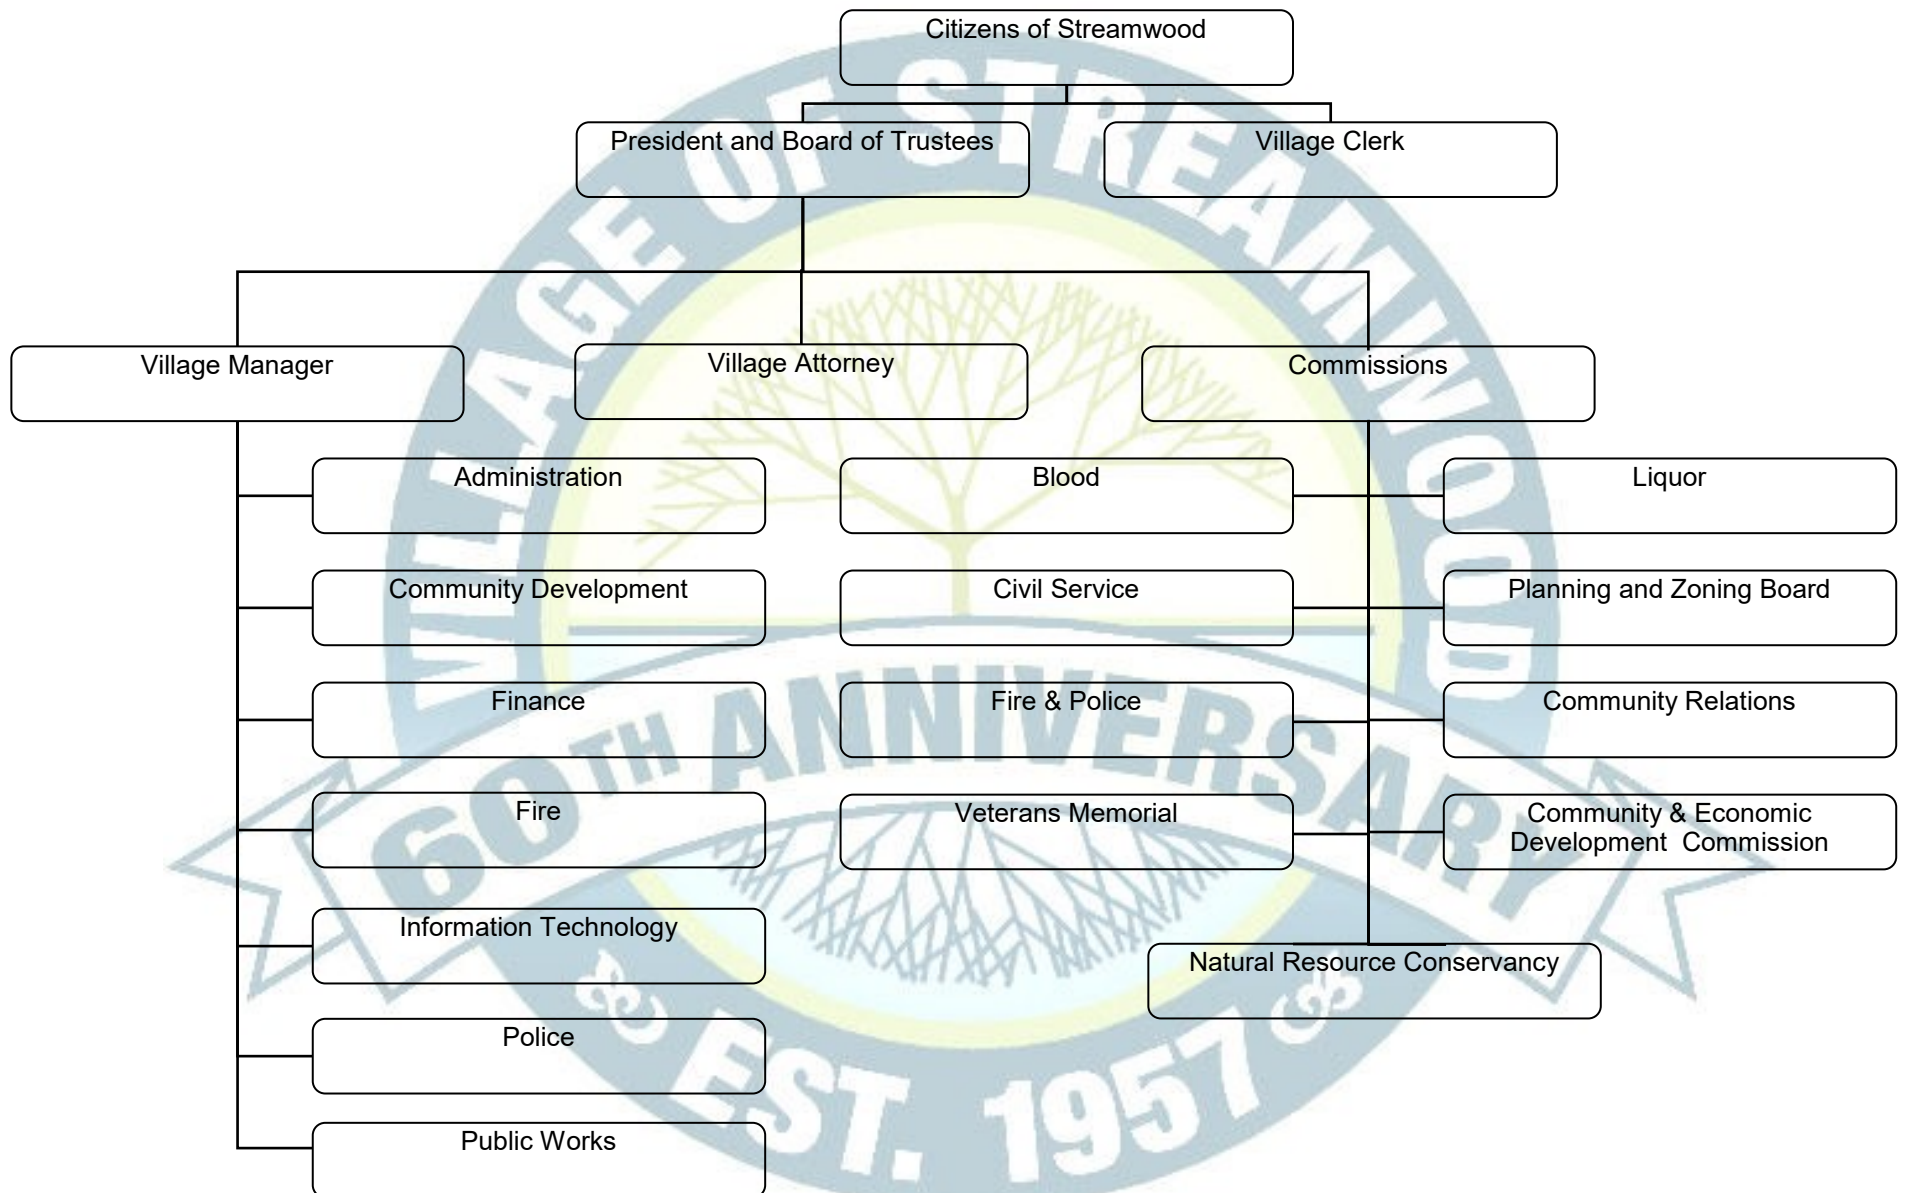 Citizens of Streamwood
President and Board of Trustees
Village Clerk
Village Manager
Village Attorney
Commissions
Administration
Blood
Liquor
Community Development
Civil Service
Planning and Zoning Board
Finance
Fire & Police
Community Relations
Fire
Veterans Memorial
Community & Economic
Development  Commission
Information Technology
Natural Resource Conservancy
Police
Public Works
VILLAGE OF STREAMWOOD
60TH ANNIVERSARY
EST. 1957